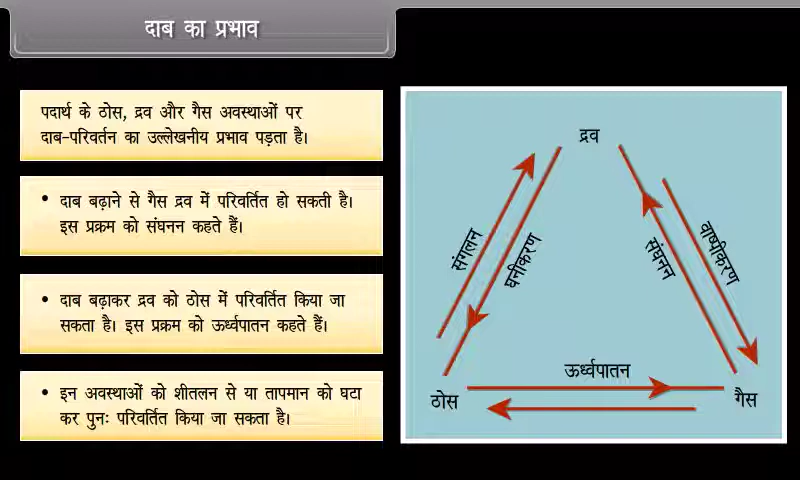 दाब का प्रभाव
पदार्थ के ठोस, द्रव और गैस अवस्थाओं पर
दाब-परिवर्तन का उल्लेखनीय प्रभाव पड़ता है।
• दाब बढ़ाने से गैस द्रव में परिवर्तित हो सकती है।
इस प्रक्रम को संघनन कहते हैं।
• दाब बढ़ाकर द्रव को ठोस में परिवर्तित किया जा
सकता है। इस प्रक्रम को ऊर्ध्वपातन कहते हैं।
• इन अवस्थाओं को शीतलन से या तापमान को घटा
कर पुनः परिवर्तित किया जा सकता है।
द्रव
संगलन
घनीकरण
संघनन
वाष्पीकरण
ऊर्ध्वपातन
ठोस
गैस